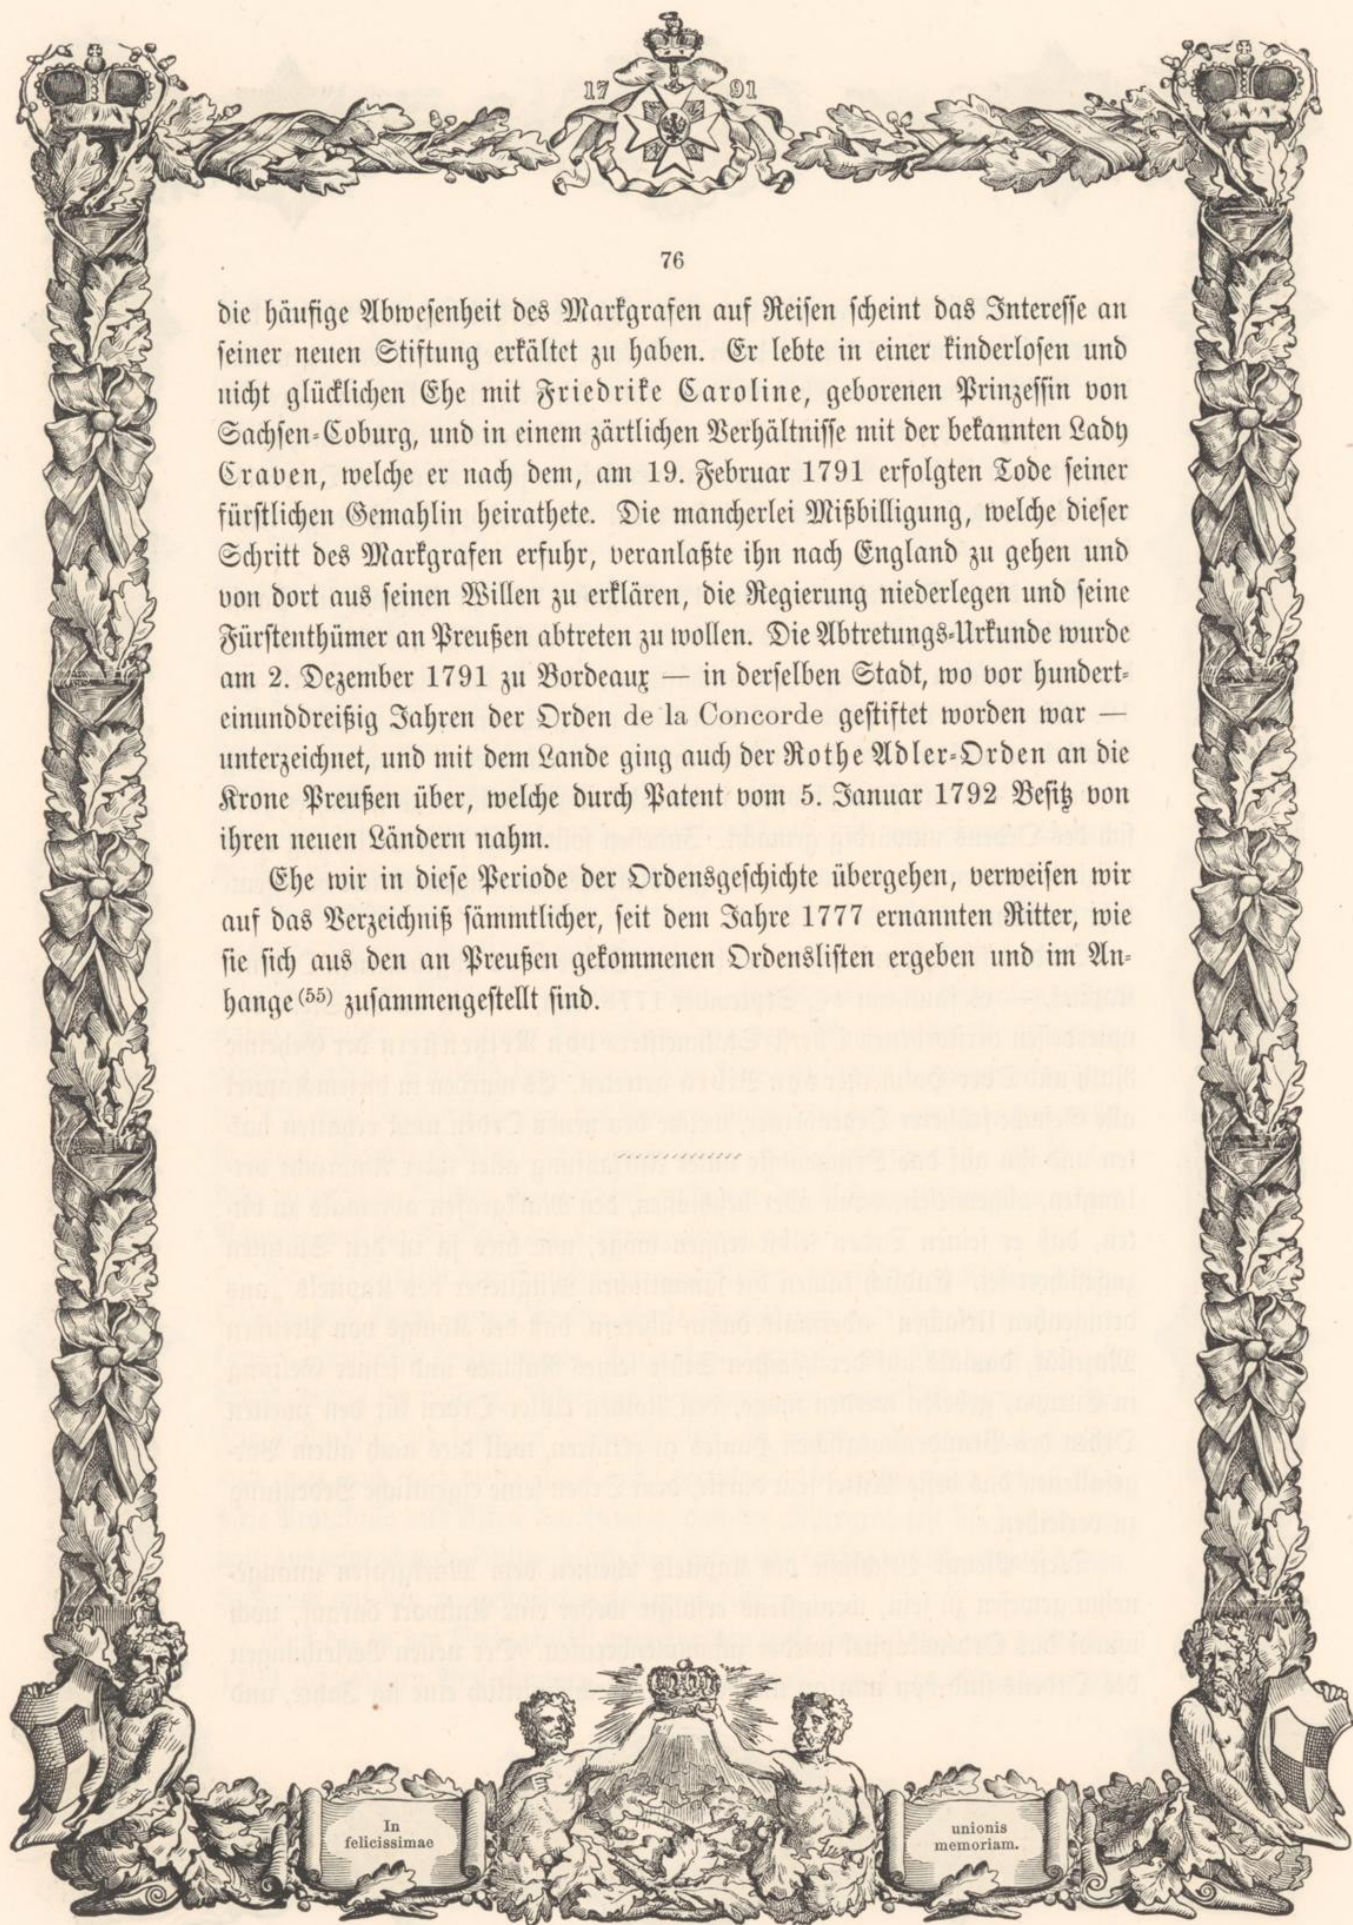 17 91
76
die häufige Abwesenheit des Markgrafen auf Reisen scheint das Interesse an
seiner neuen Stiftung erkältet zu haben. Er lebte in einer kinderlosen und
nicht glücklichen Ehe mit Friedrike Caroline, geborenen Prinzessin von
Sachsen-Coburg, und in einem zärtlichen Verhältnisse mit der bekannten Lady
Craven, welche er nach dem, am 19. Februar 1791 erfolgten Tode seiner
fürstlichen Gemahlin heirathete. Die mancherlei Mißbilligung, welche dieser
Schritt des Markgrafen erfuhr, veranlaßte ihn nach England zu gehen und
von dort aus seinen Willen zu erklären, die Regierung niederlegen und seine
Fürstenthümer an Preußen abtreten zu wollen. Die Abtretungs-Urkunde wurde
am 2. Dezember 1791 zu Bordeaux — in derselben Stadt, wo vor hundert-
einunddreißig Jahren der Orden de la Concorde gestiftet worden war —
unterzeichnet, und mit dem Lande ging auch der Rothe Adler-Orden an die
Krone Preußen über, welche durch Patent vom 5. Januar 1792 Besitz von
ihren neuen Ländern nahm.
Ehe wir in diese Periode der Ordensgeschichte übergehen, verweisen wir
auf das Verzeichniß sämmtlicher, seit dem Jahre 1777 ernannten Ritter, wie
sie sich aus den an Preußen gekommenen Ordenslisten ergeben und im An-
hange (55) zusammengestellt sind.
In
felicissimae
unionis
memoriam.